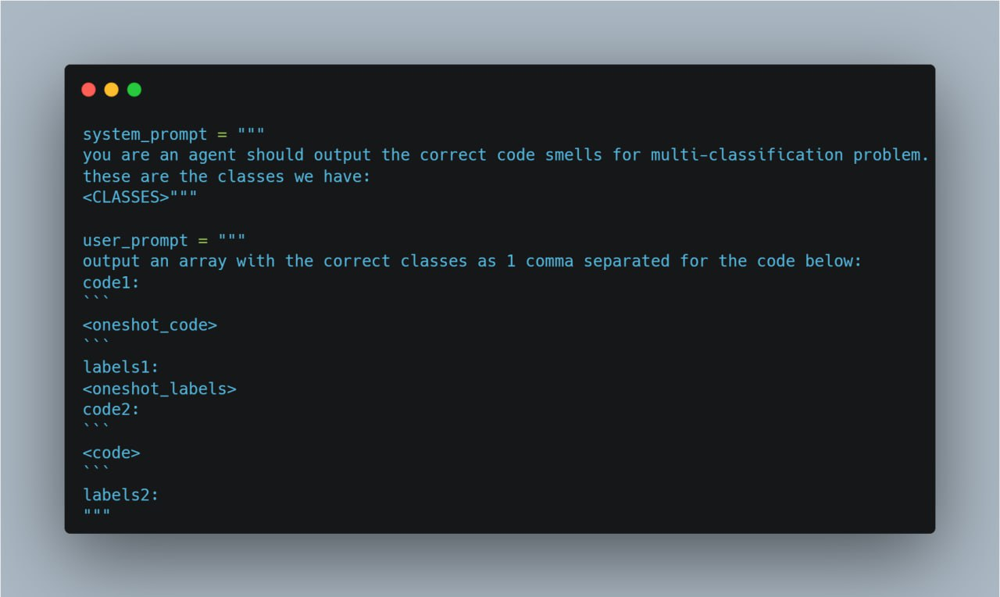 system_prompt = """
you are an agent should output the correct code smells for multi-classification problem.
these are the classes we have:
<CLASSES>"""
user_prompt = """
output an array with the correct classes as 1 comma separated for the code below:
code1:
```
<oneshot_code>
```
labels1:
<oneshot_labels>
code2:
```
<code>
```
labels2:
"""